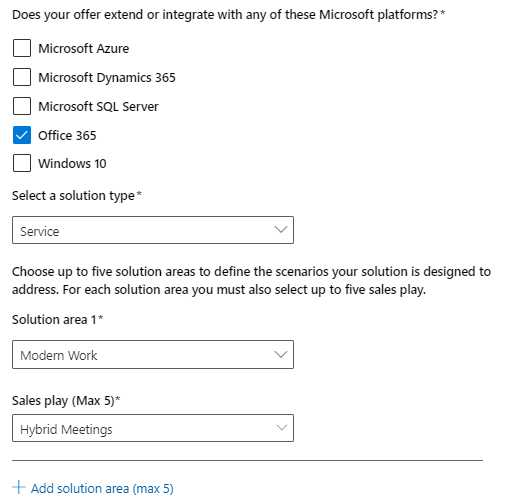 Does your offer extend or integrate with any of these Microsoft platforms?*
Microsoft Azure
Microsoft Dynamics 365
Microsoft SQL Server
Office 365
Windows 10
Select a solution type*
Service
Choose up to five solution areas to define the scenarios your solution is designed to
address. For each solution area you must also select up to five sales play.
Solution area 1*
Modern Work
Sales play (Max 5)*
Hybrid Meetings
+ Add solution area (max 5)